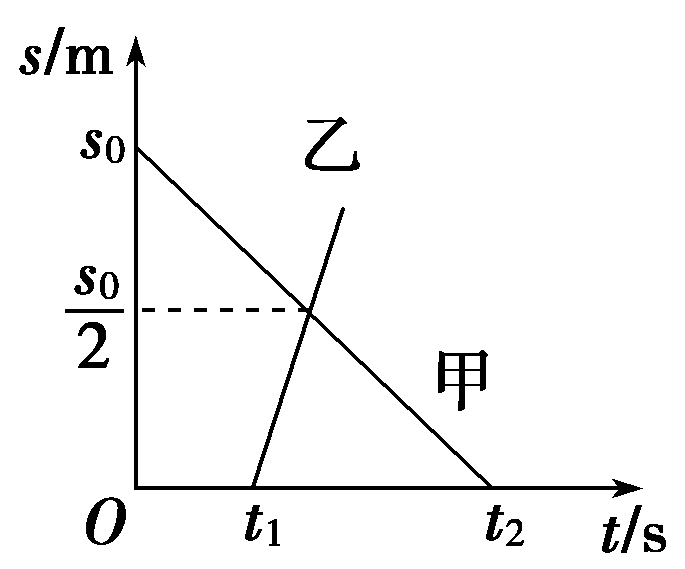 s/m
s₀
乙
s₀/2
甲
O
t₁
t₂
t/s